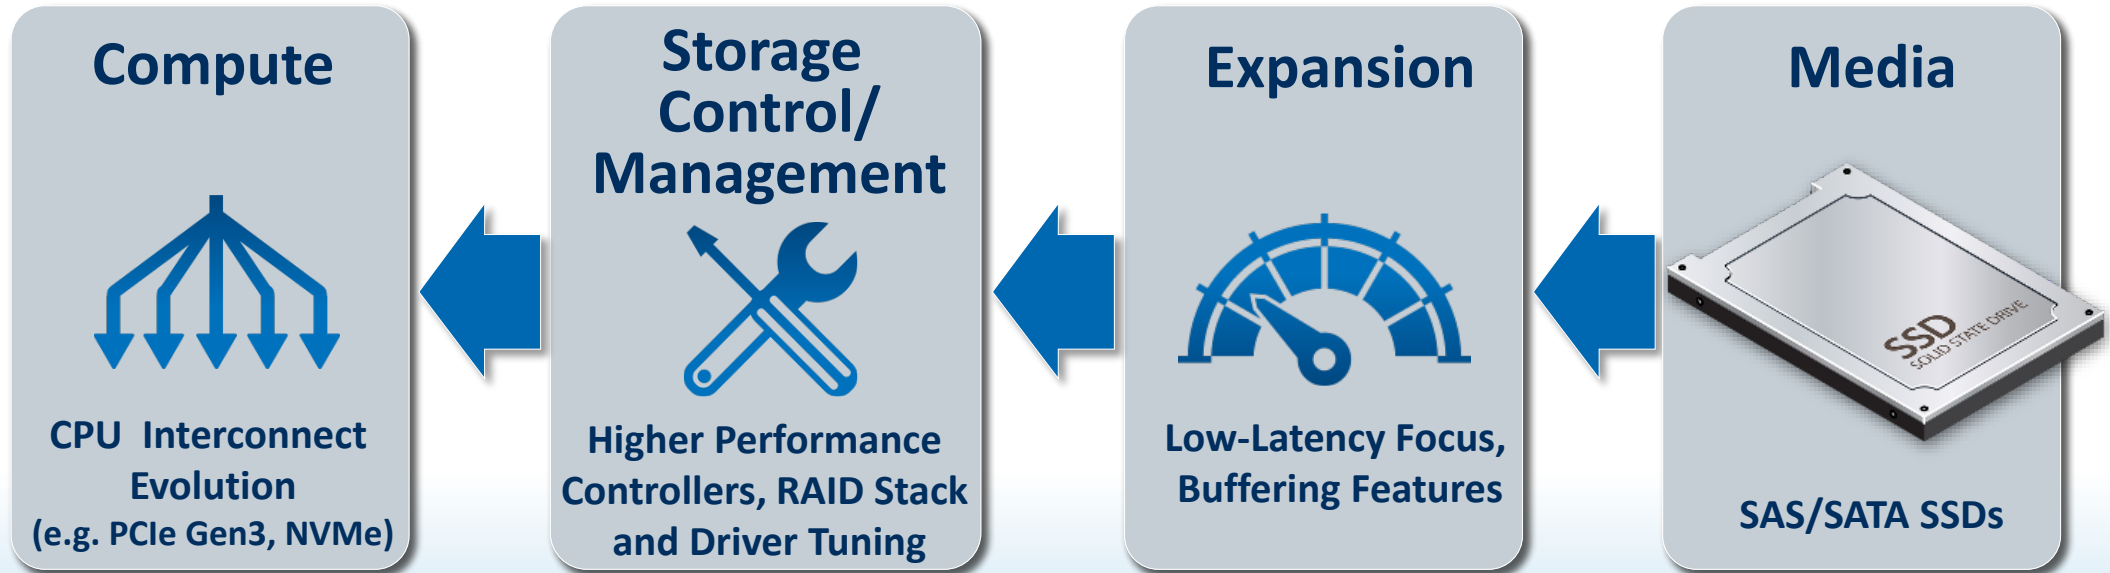 Compute
CPU Interconnect
Evolution
(e.g. PCIe Gen3, NVMe)
Storage
Control/
Management
Higher Performance
Controllers, RAID Stack
and Driver Tuning
Expansion
Low-Latency Focus,
Buffering Features
Media
SSD
SOLID STATE DRIVE
SAS/SATA SSDs